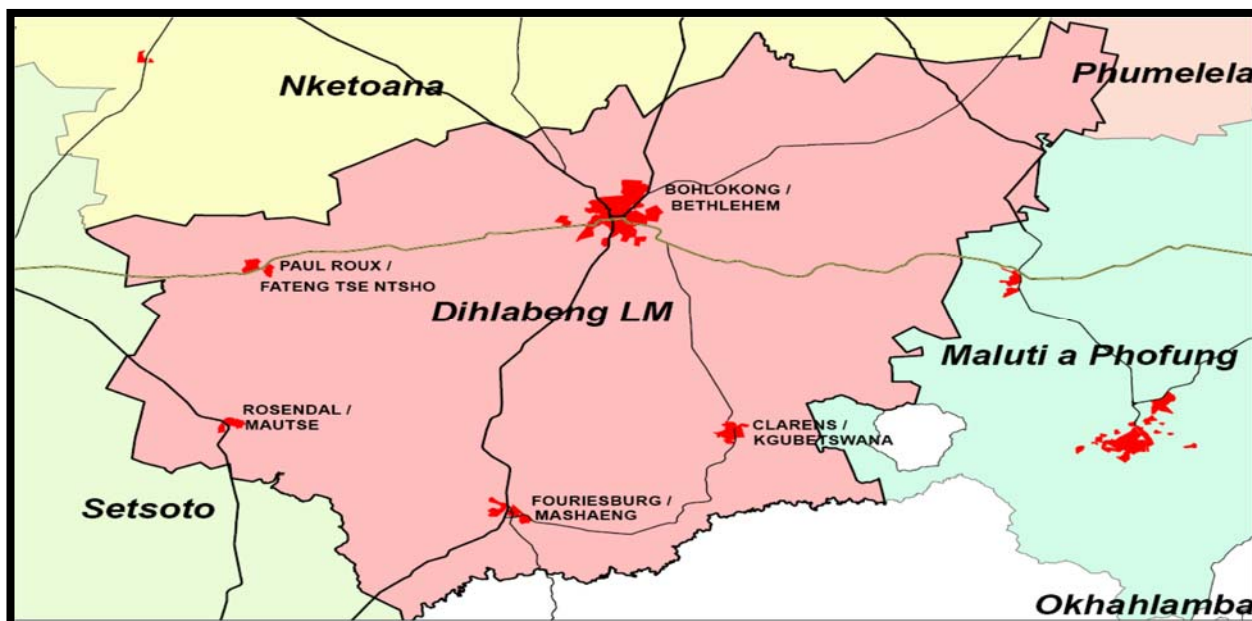 Nketoana
Phumelela
BOHLOKONG /
BETHLEHEM
PAUL ROUX /
FATENG TSE NTSHO
Dihlabeng LM
Maluti a Phofung
ROSENDAL /
MAUTSE
CLARENS /
KGUBETSWANA
Setsoto
FOURIESBURG /
MASHAENG
Okhahlamba